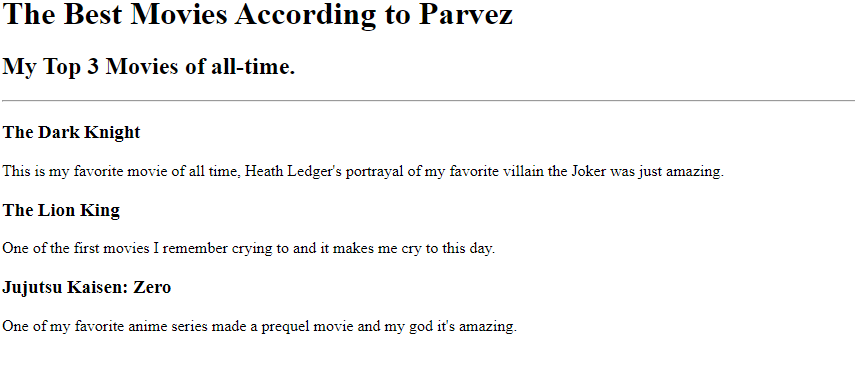 The Best Movies According to Parvez
My Top 3 Movies of all-time.
The Dark Knight
This is my favorite movie of all time, Heath Ledger's portrayal of my favorite villain the Joker was just amazing.
The Lion King
One of the first movies I remember crying to and it makes me cry to this day.
Jujutsu Kaisen: Zero
One of my favorite anime series made a prequel movie and my god it's amazing.